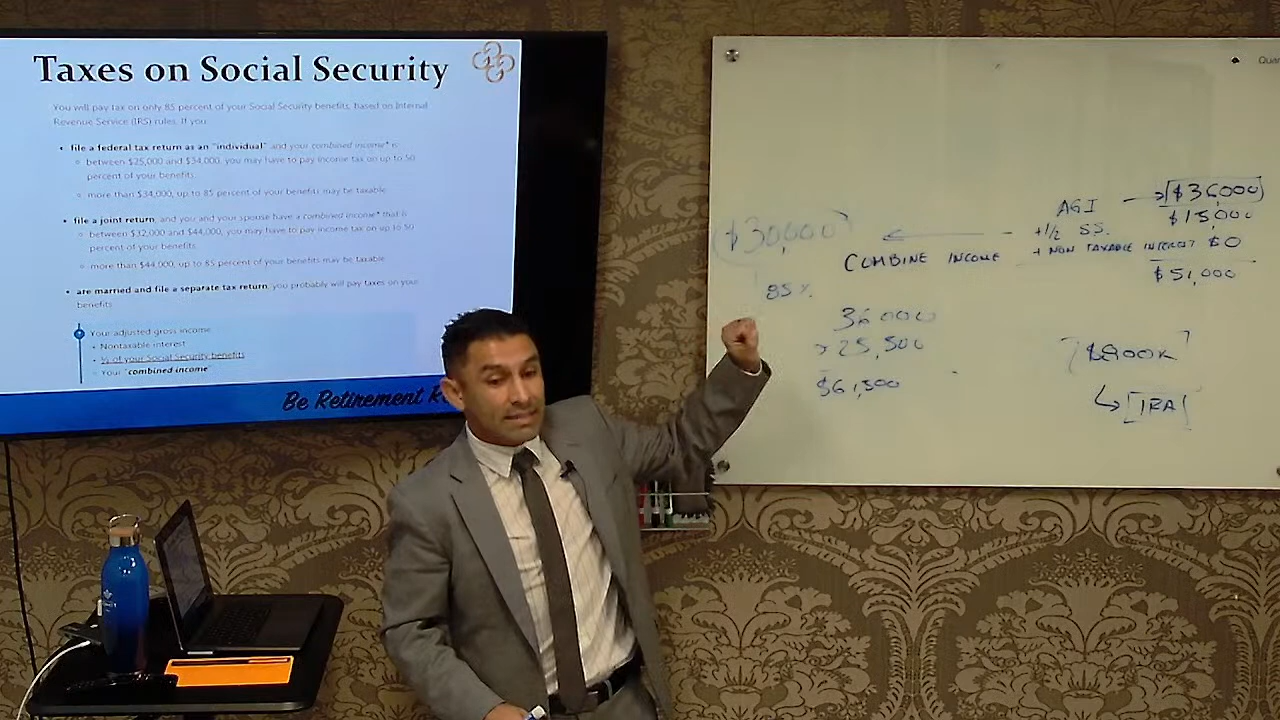 Taxes on Social Security
You will pay tax on only 85 percent of your Social Security benefits, based on Internal
Revenue Service (IRS) rules. If you
• file a federal tax return as an "individual" and your combined income* is
between $25,000 and $34,000, you may have to pay income tax on up to 50
percent of your benefits
more than $34,000, up to 85 percent of your benefits may be taxable
• file a joint return, and you and your spouse have a combined income* that is
between $32,000 and $44,000, you may have to pay income tax on up to 50
percent of your benefits
more than $44,000, up to 85 percent of your benefits may be taxable
• are married and file a separate tax return, you probably will pay taxes on your
benefits
Your adjusted gross income
+ Nontaxable interest
+ ½ of your Social Security benefits
= Your "combined income"
Be Retirement
($30,000)
85%
COMBINE INCOME
AGI → $36,000
+1/2 SS. $15,000
+ NON TAXABLE INTEREST $0
$51,000
36000
25,500
$61,500
IRA